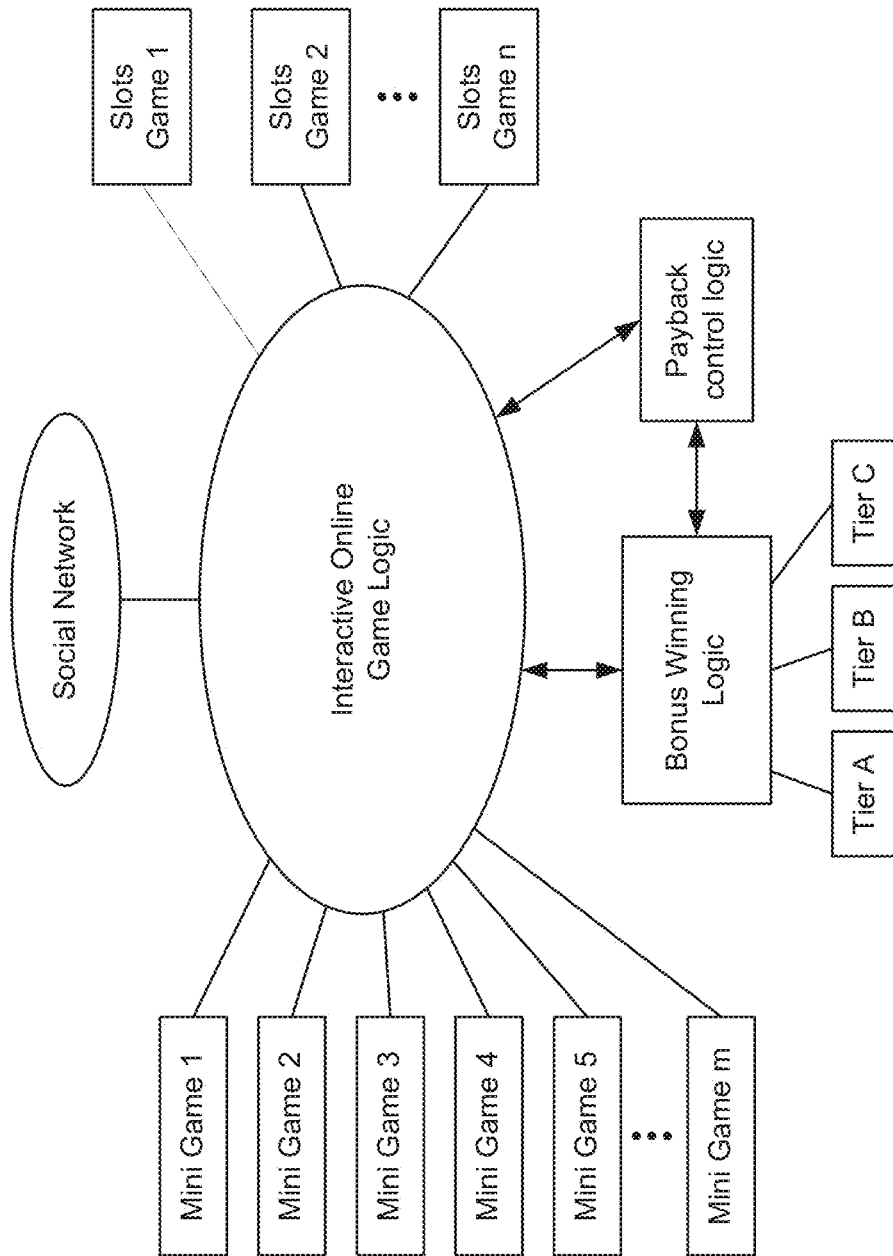 Social Network
Interactive Online
Game Logic
Mini Game 1
Mini Game 2
Mini Game 3
Mini Game 4
Mini Game 5
•••
Mini Game m
Slots
Game 1
Slots
Game 2
•••
Slots
Game n
Bonus Winning
Logic
Payback
control logic
Tier A
Tier B
Tier C